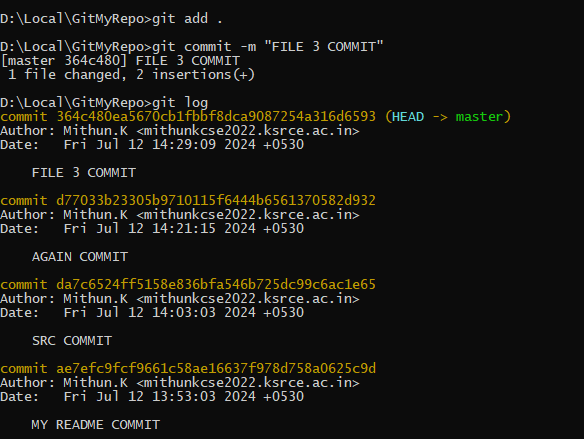 D:\Local\GitMyRepo>git add .
D:\Local\GitMyRepo>git commit -m "FILE 3 COMMIT"
[master 364c480] FILE 3 COMMIT
 1 file changed, 2 insertions(+)
D:\Local\GitMyRepo>git log
commit 364c480ea5670cb1fbbf8dca9087254a316d6593 (HEAD -> master)
Author: Mithun.K <mithunkcse2022.ksrce.ac.in>
Date:   Fri Jul 12 14:29:09 2024 +0530
    FILE 3 COMMIT
commit d77033b23305b9710115f6444b6561370582d932
Author: Mithun.K <mithunkcse2022.ksrce.ac.in>
Date:   Fri Jul 12 14:21:15 2024 +0530
    AGAIN COMMIT
commit da7c6524ff5158e836bfa546b725dc99c6ac1e65
Author: Mithun.K <mithunkcse2022.ksrce.ac.in>
Date:   Fri Jul 12 14:03:03 2024 +0530
    SRC COMMIT
commit ae7efc9fcf9661c58ae16637f978d758a0625c9d
Author: Mithun.K <mithunkcse2022.ksrce.ac.in>
Date:   Fri Jul 12 13:53:03 2024 +0530
    MY README COMMIT